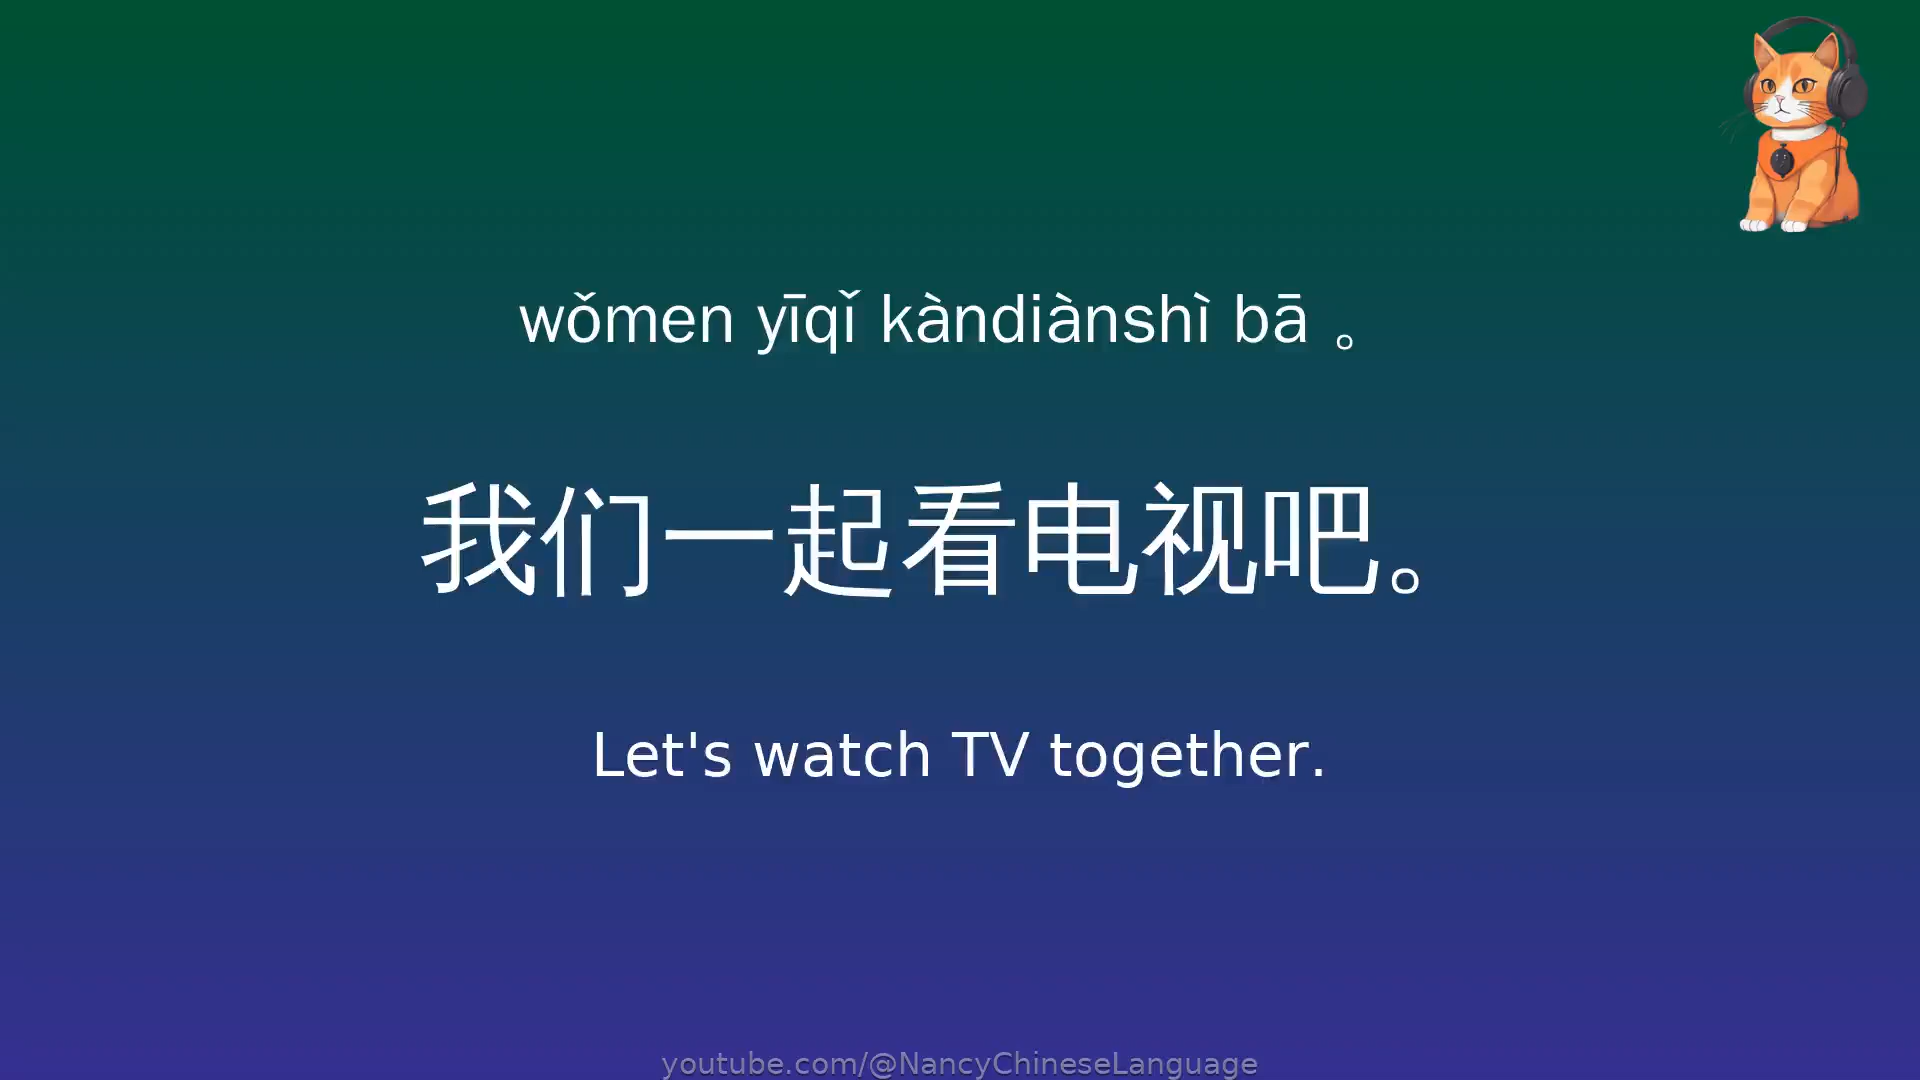 wǒmen yīqǐ kàndiànshì bā 。
我们一起看电视吧。
Let's watch TV together.
youtube.com/@NancyChineseLanguage